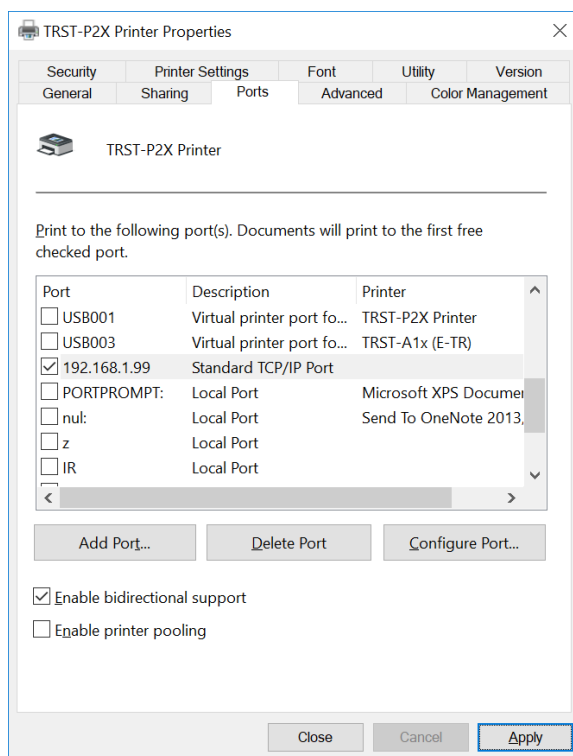 TRST-P2X Printer Properties
Security Printer Settings Font Utility Version
General Sharing Ports Advanced Color Management
TRST-P2X Printer
Print to the following port(s). Documents will print to the first free
checked port.
Port Description Printer
USB001 Virtual printer port fo... TRST-P2X Printer
USB003 Virtual printer port fo... TRST-A1x (E-TR)
192.168.1.99 Standard TCP/IP Port
PORTPROMPT: Local Port Microsoft XPS Documen
nul: Local Port Send To OneNote 2013,
z Local Port
IR Local Port
Add Port... Delete Port Configure Port...
Enable bidirectional support
Enable printer pooling
Close Cancel Apply